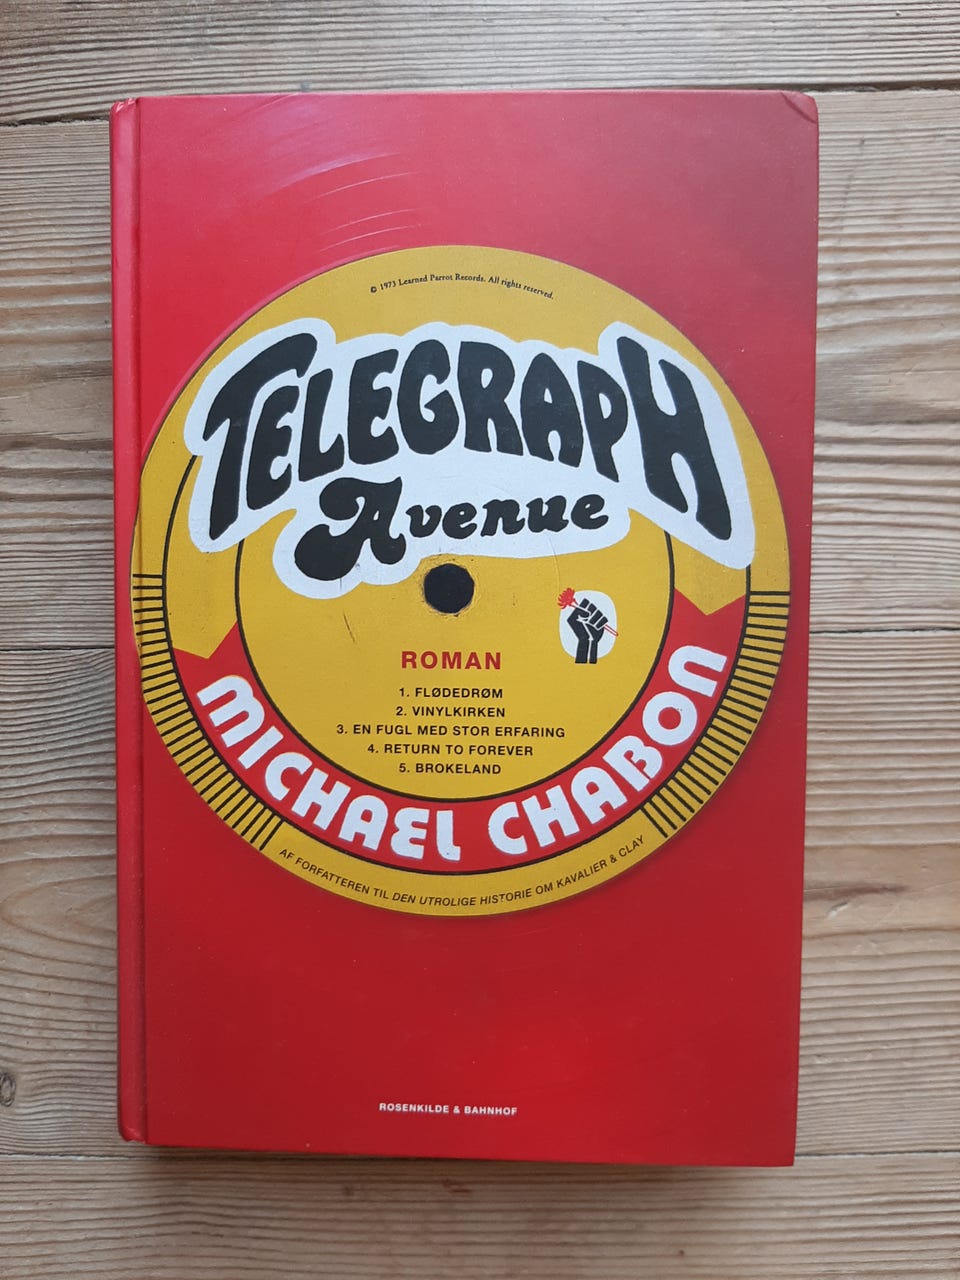 © 1973 Learned Parrot Records. All rights reserved.
TELEGRAPH
Avenue
ROMAN
1. FLØDEDRØM
2. VINYLKIRKEN
3. EN FUGL MED STOR ERFARING
4. RETURN TO FOREVER
5. BROKELAND
MICHAEL CHABON
AF FORFATTEREN TIL DEN UTROLIGE HISTORIE OM KAVALIER & CLAY
ROSENKILDE & BAHNHOF